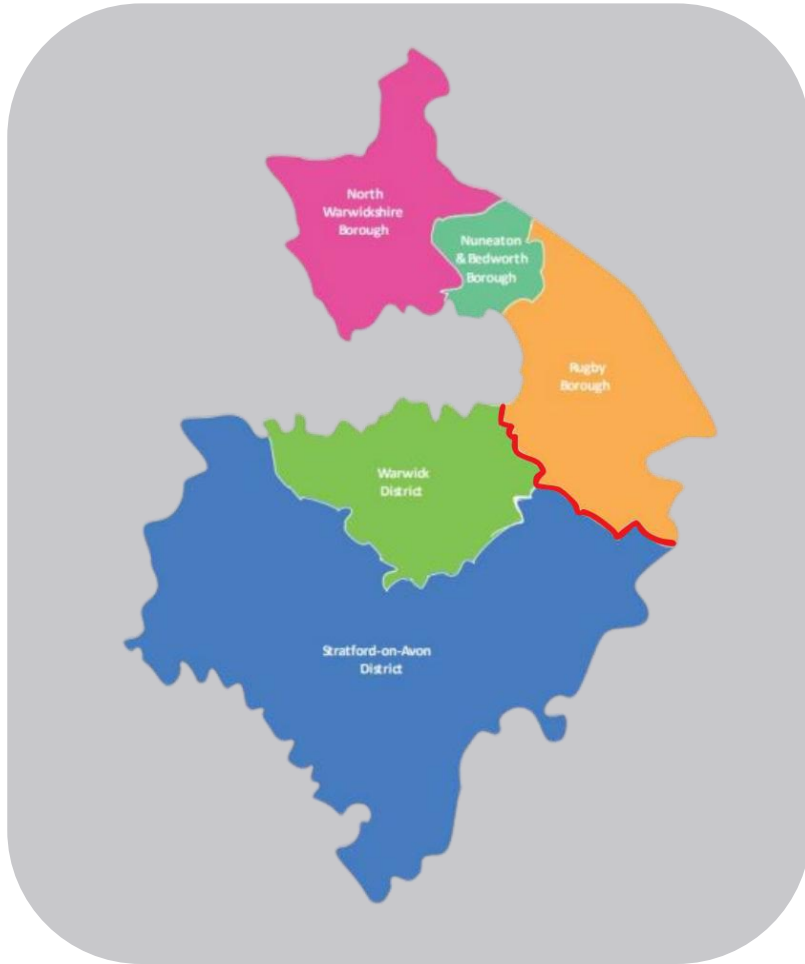 North
Warwickshire
Borough
Nuneaton
& Bedworth
Borough
Rugby
Borough
Warwick
District
Stratford-on-Avon
District